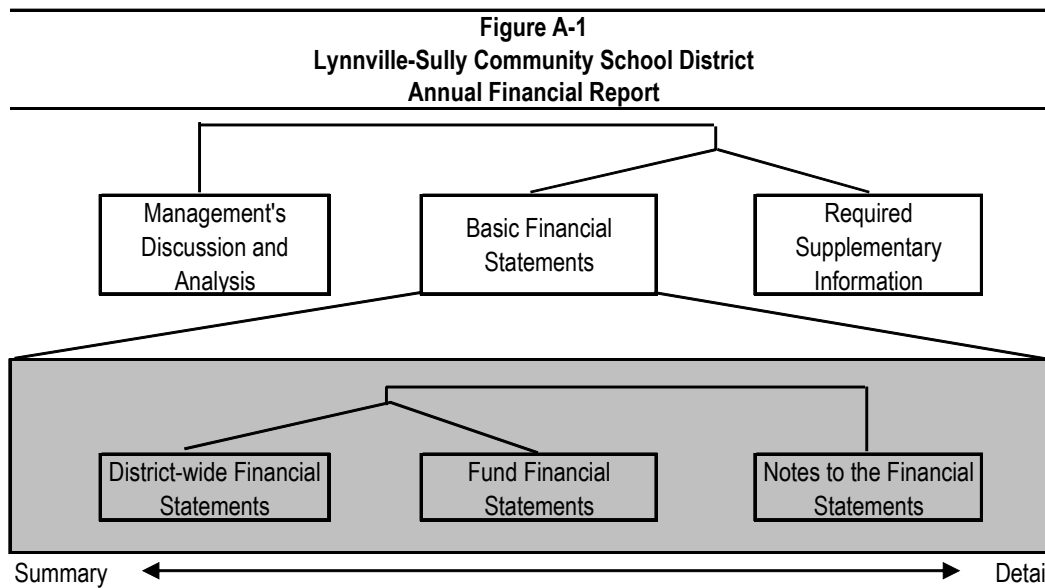 Figure A-1
Lynnville-Sully Community School District
Annual Financial Report
Management's
Discussion and
Analysis
Basic Financial
Statements
Required
Supplementary
Information
District-wide Financial
Statements
Fund Financial
Statements
Notes to the Financial
Statements
Summary
Detai